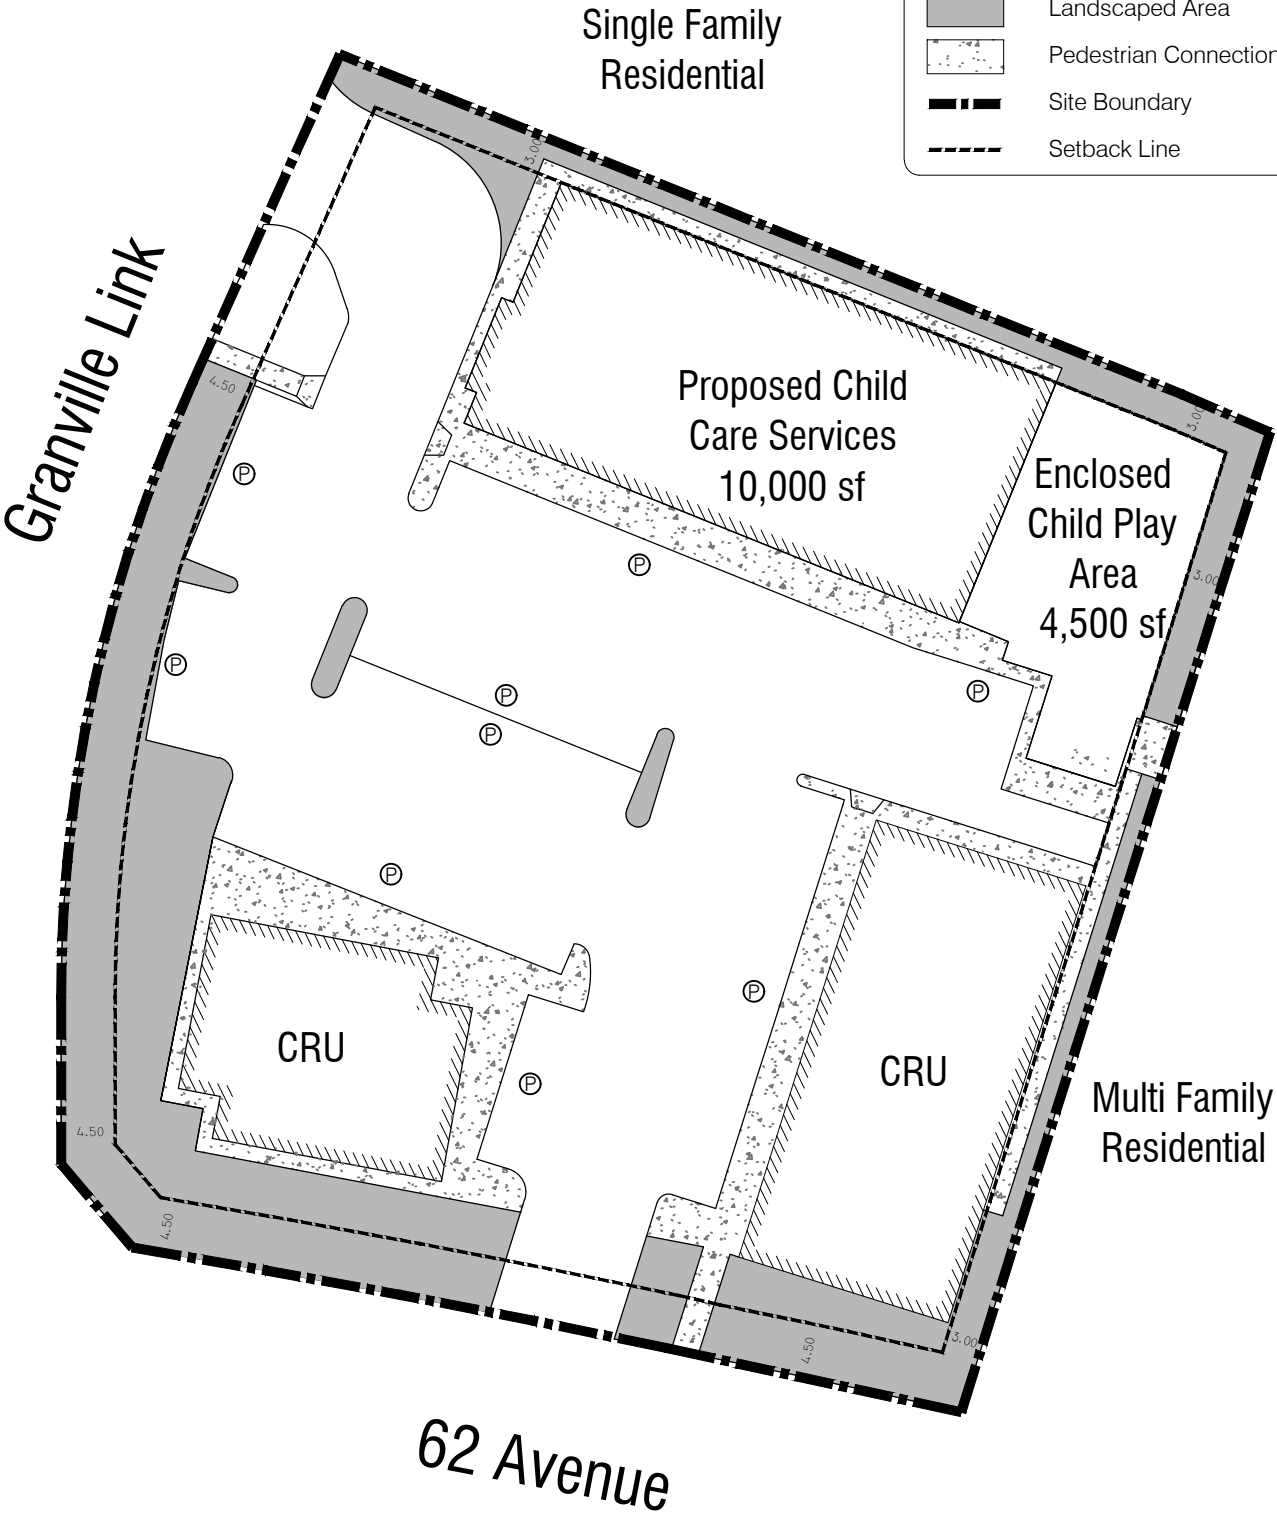 Single Family
Residential
Landscaped Area
Pedestrian Connection
Site Boundary
Setback Line
3.00
Granville Link
4.50
Proposed Child
Care Services
10,000 sf
3.00
Enclosed
Child Play
Area
4,500 sf
3.00
P
P
P
P
P
P
P
P
P
CRU
CRU
Multi Family
Residential
4.50
4.50
4.50
3.00
62 Avenue